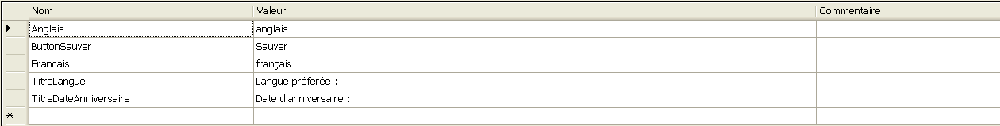 Nom Valeur Commentaire
Anglais anglais
ButtonSauver Sauver
Francais français
TitreLangue Langue préférée :
TitreDateAnniversaire Date d'anniversaire :